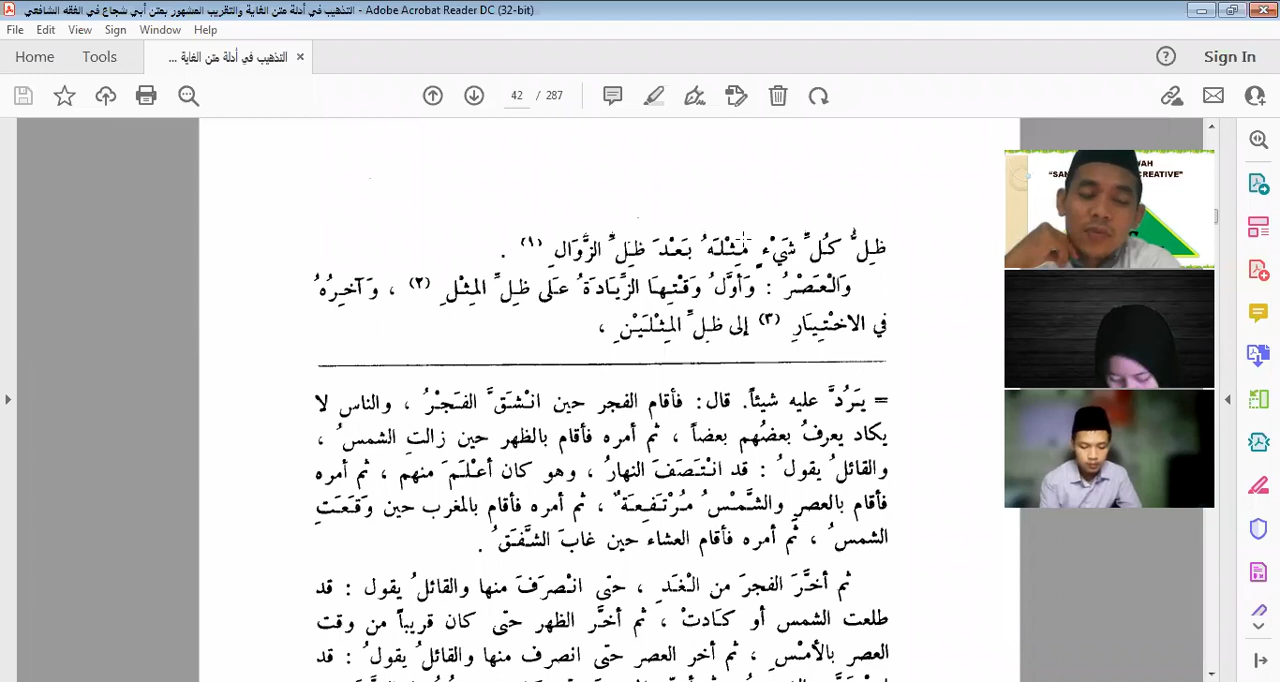 التذهيب في أدلة متن الغاية والتقريب المشهور بمتن أبي شجاع في الفقه الشافعي - Adobe Acrobat Reader DC (32-bit)
File Edit View Sign Window Help
Home Tools التذهيب في أدلة متن الغاية ... × ? Sign In
42 / 287
ظِلُّ كُلِّ شَيْءٍ مِثْلَهُ بَعْدَ ظِلِّ الزَّوَالِ (١) .
وَالْعَصْرُ : وَأَوَّلُ وَقْتِهَا الزِّيَادَةُ عَلى ظِلِّ المِثْلِ (٢) ، وَآخِرُهُ
في الاخْتِيَارِ (٣) إلى ظِلِّ المِثْلَيْنِ ،
= يَرُدَّ عليه شيئاً. قال: فأقام الفجر حين انْشَقَّ الفَجْرُ ، والناس لا
يكاد يعرفُ بعضُهم بعضاً ، ثم أمره فأقام بالظهر حين زالتِ الشمسُ ،
والقائلُ يقولُ : قد انْتَصَفَ النهارُ ، وهو كان أعْلَمَ منهم ، ثم أمره
فأقام بالعصرِ والشَّمْسُ مُرْتَفِعَةٌ ، ثم أمره فأقام بالمغرب حين وَقَعَتِ
الشمسُ ، ثم أمره فأقام العشاء حين غابَ الشَّفَقُ .
ثم أخَّرَ الفجرَ من الْغَدِ ، حتى انْصرَفَ منها والقائلُ يقول : قد
طلعت الشمس أو كَادتْ ، ثم أخَّر الظهر حتى كان قريباً من وقت
العصر بالأمْسِ ، ثم أخر العصر حتى انصرف منها والقائلُ يقولُ : قد